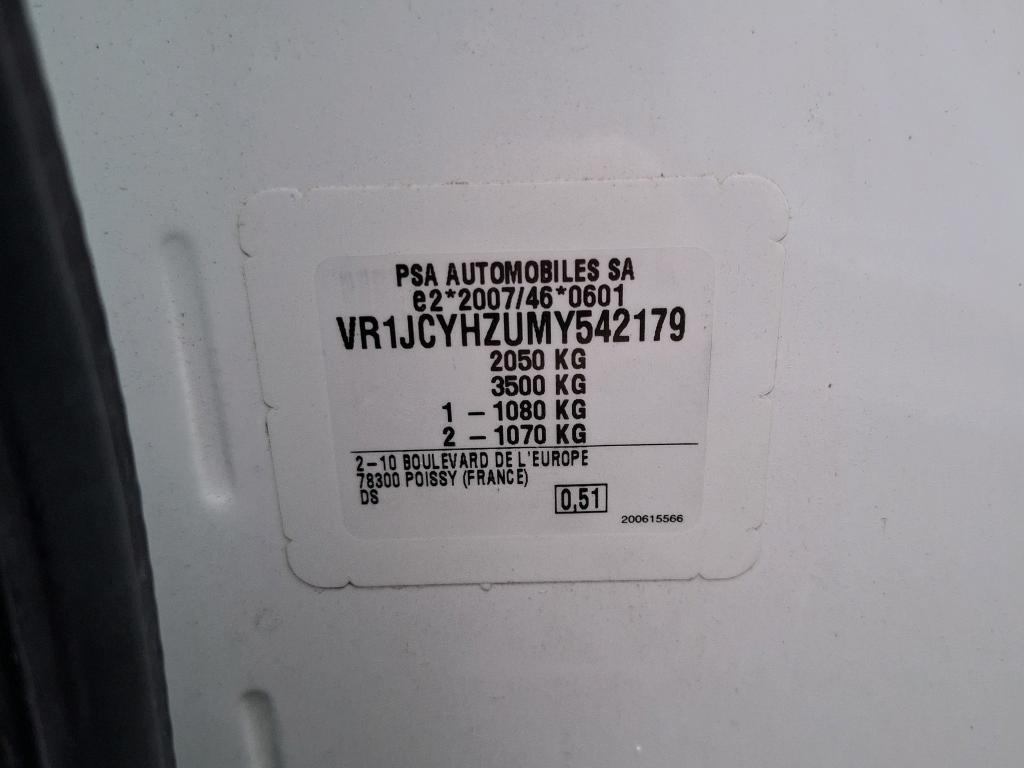 PSA AUTOMOBILES SA
e2*2007/46*0601
VR1JCYHZUMY542179
2050 KG
3500 KG
1 - 1080 KG
2 - 1070 KG
2-10 BOULEVARD DE L'EUROPE
78300 POISSY (FRANCE)
DS
0,51
200615566